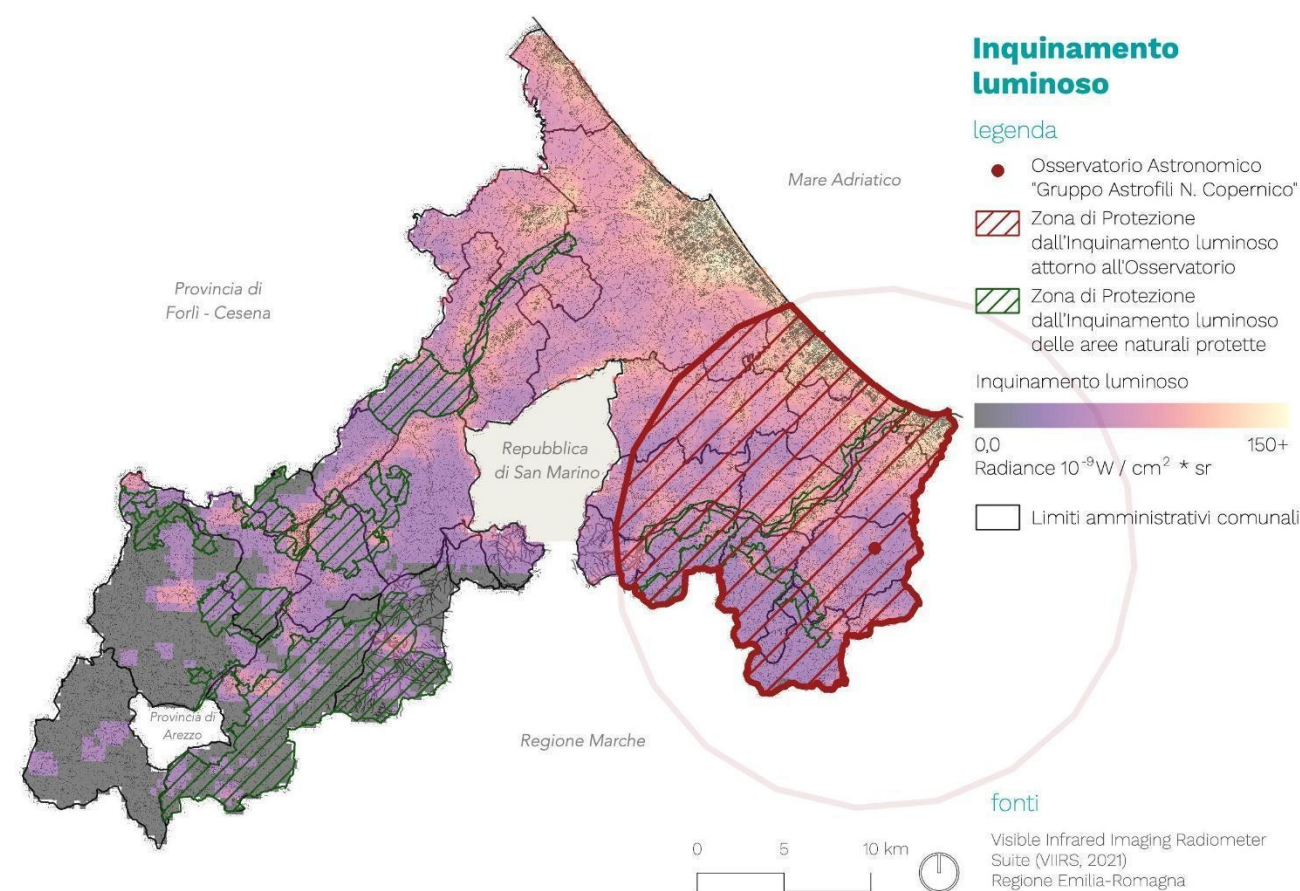 Inquinamento
luminoso
legenda
Osservatorio Astronomico
"Gruppo Astrofili N. Copernico"
Zona di Protezione
dall'Inquinamento luminoso
attorno all'Osservatorio
Zona di Protezione
dall'Inquinamento luminoso
delle aree naturali protette
Inquinamento luminoso
0,0 150+
Radiance 10⁻⁹W / cm² * sr
Limiti amministrativi comunali
Mare Adriatico
Provincia di
Forlì - Cesena
Repubblica
di San Marino
Provincia di
Arezzo
Regione Marche
0 5 10 km
fonti
Visible Infrared Imaging Radiometer
Suite (VIIRS, 2021)
Regione Emilia-Romagna